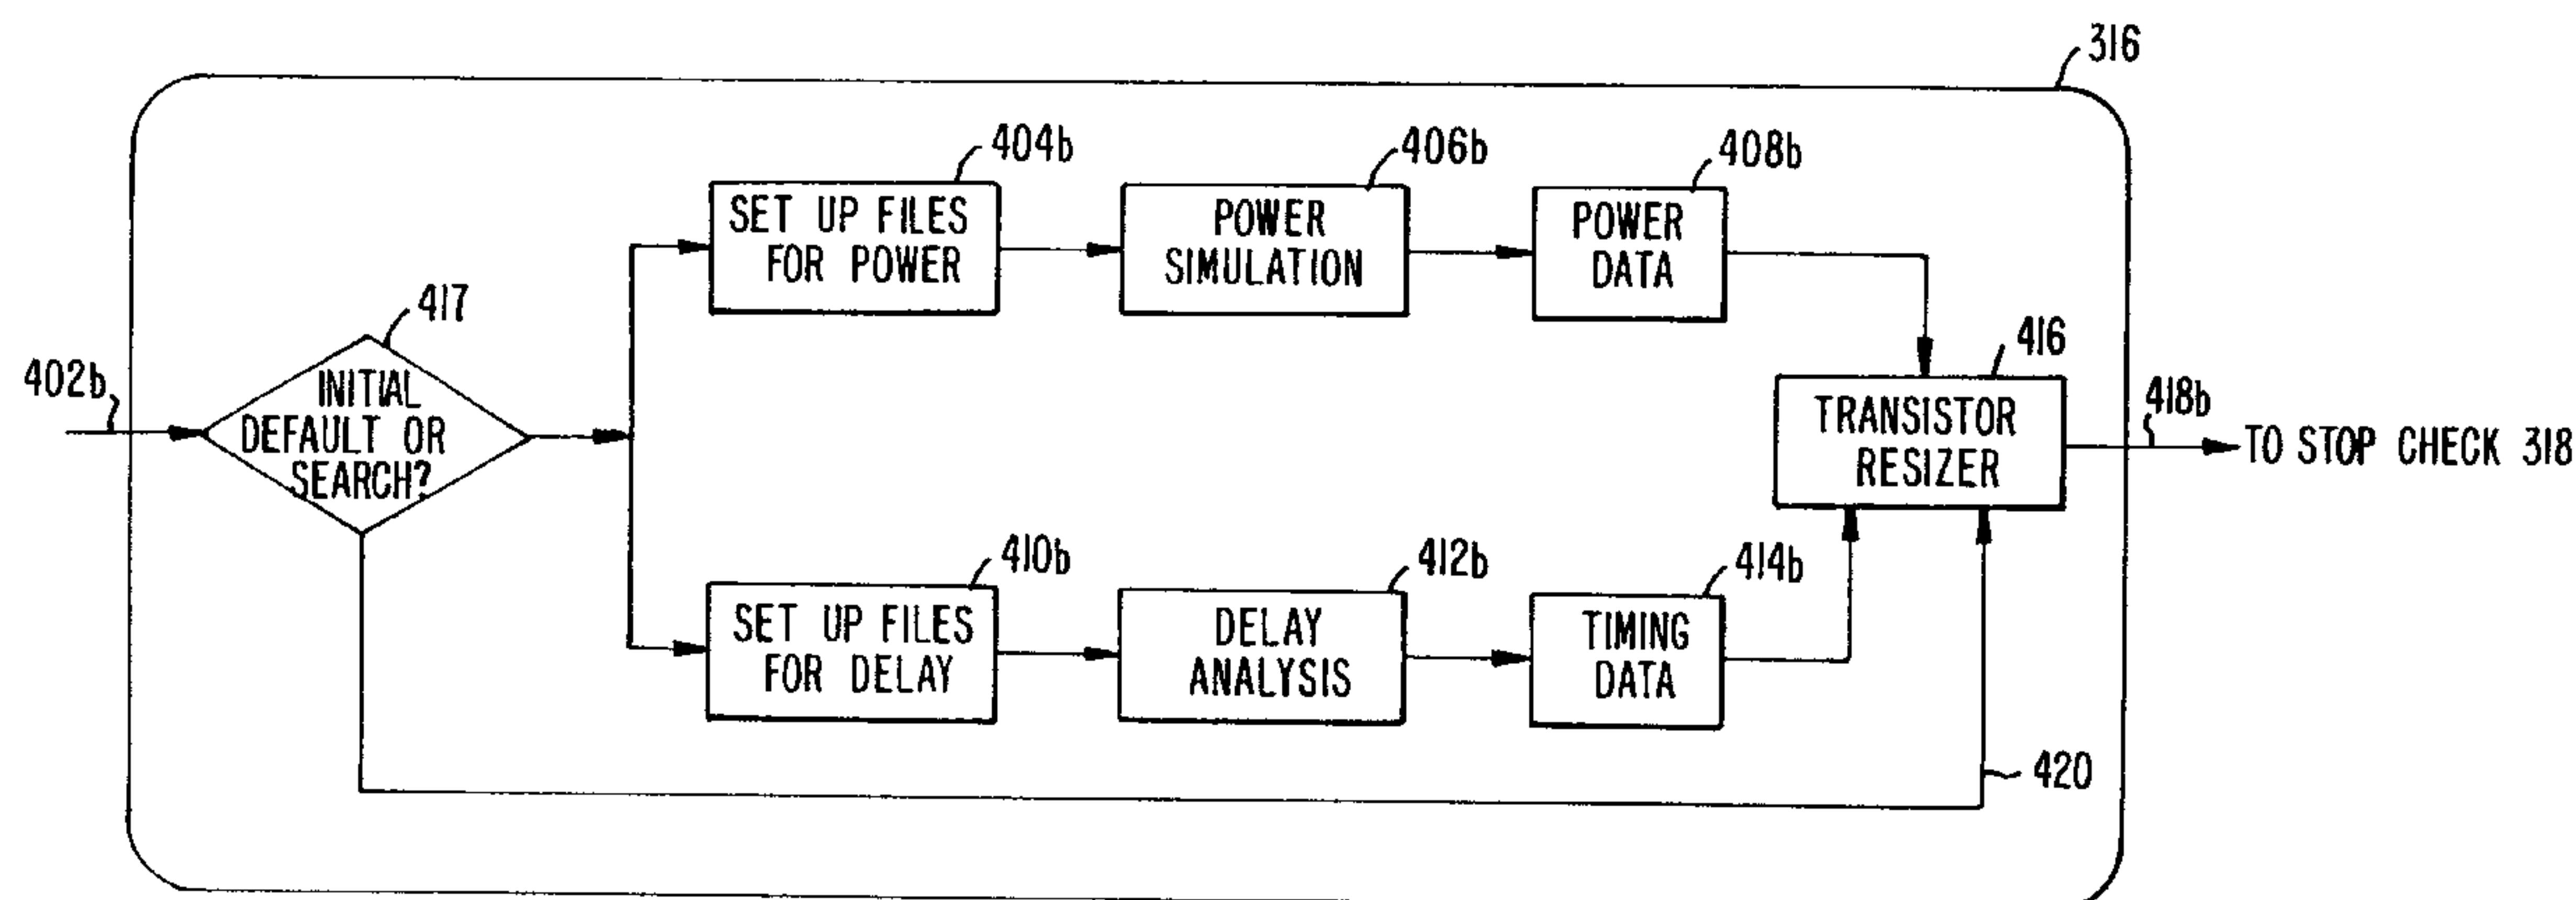 316
404b
406b
408b
SET UP FILES
FOR POWER
POWER
SIMULATION
POWER
DATA
417
402b
INITIAL
DEFAULT OR
SEARCH?
416
TRANSISTOR
RESIZER
418b
TO STOP CHECK 318
410b
412b
414b
SET UP FILES
FOR DELAY
DELAY
ANALYSIS
TIMING
DATA
420